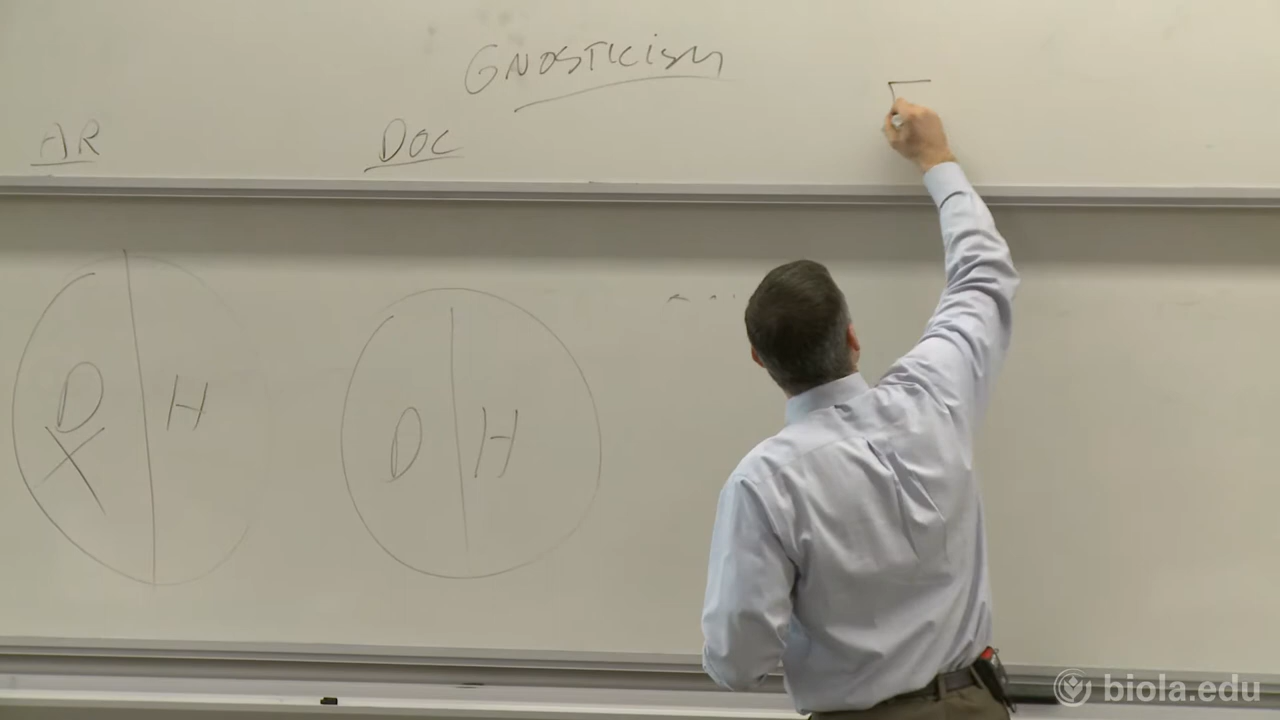 GNOSTICISM
AR
DOC
D H
X
D H
biola.edu